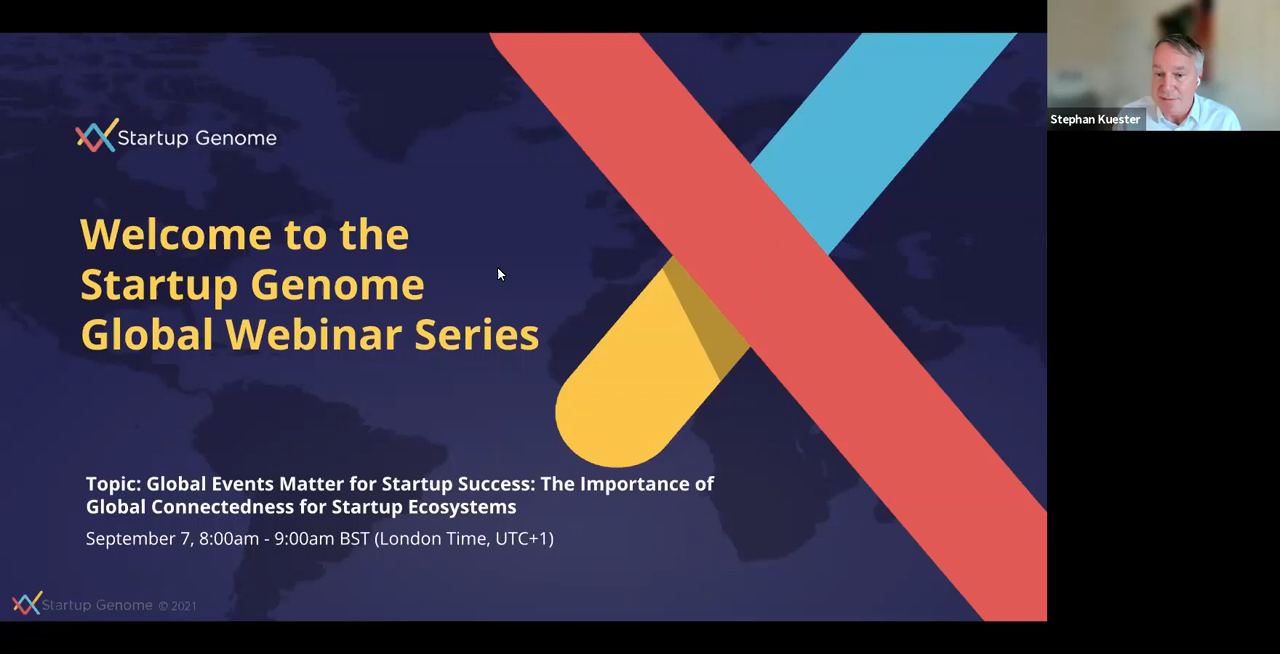 Startup Genome
Welcome to the
Startup Genome
Global Webinar Series
Topic: Global Events Matter for Startup Success: The Importance of
Global Connectedness for Startup Ecosystems
September 7, 8:00am - 9:00am BST (London Time, UTC+1)
Startup Genome © 2021
Stephan Kuester